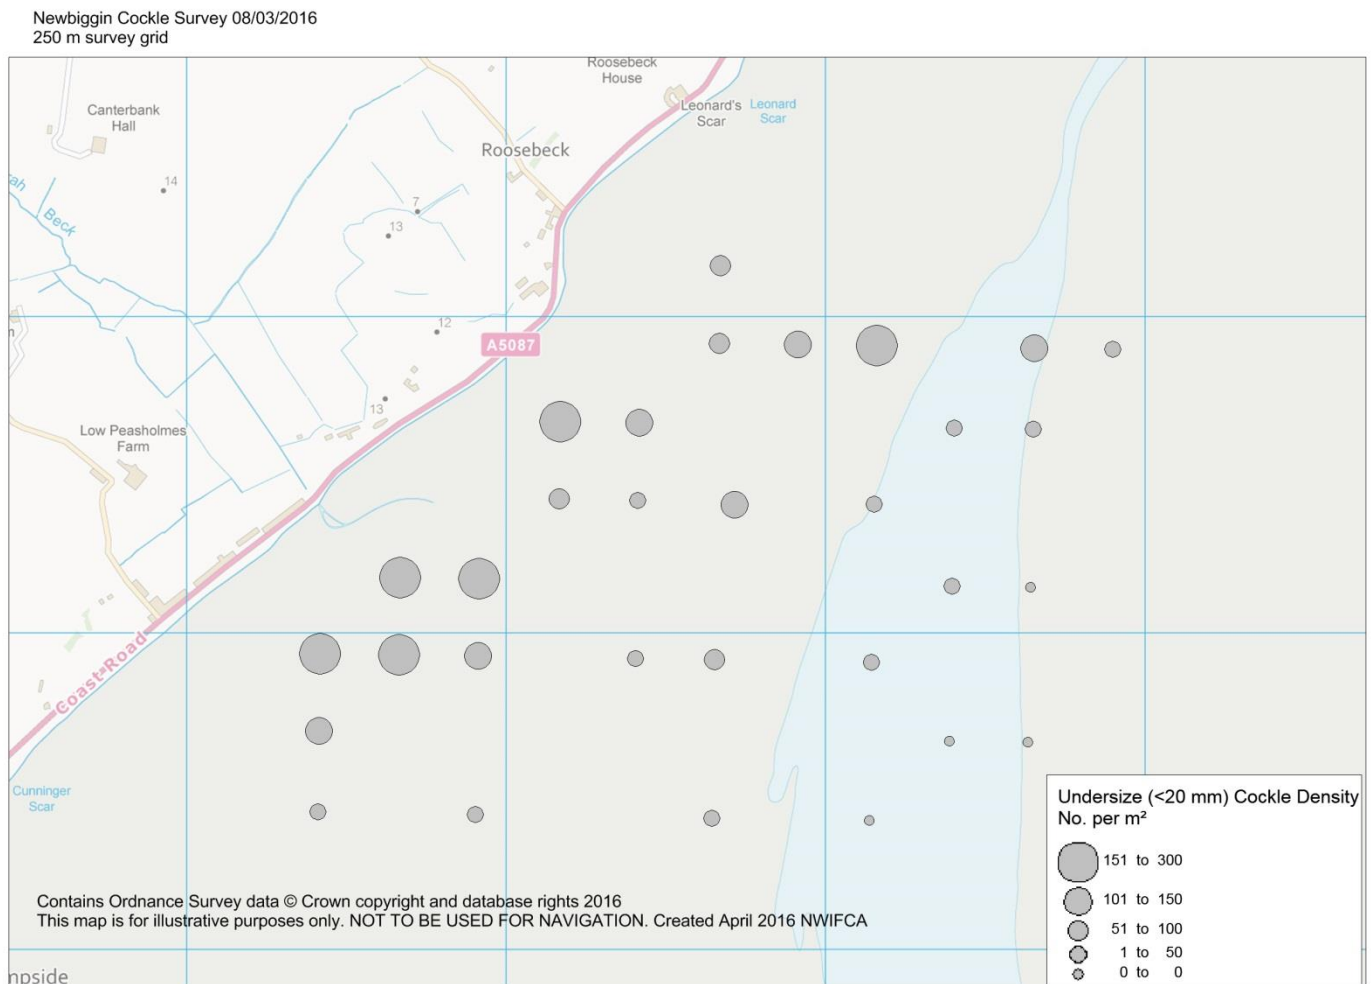 Newbiggin Cockle Survey 08/03/2016
250 m survey grid
Roosebeck
House
Canterbank
Hall
Leonard's
Scar
Leonard
Scar
Roosebeck
14
Beck
7
13
12
A5087
13
Low Peasholmes
Farm
Coast Road
Cunninger
Scar
Undersize (<20 mm) Cockle Density
No. per m²
151 to 300
101 to 150
51 to 100
1 to 50
0 to 0
Contains Ordnance Survey data © Crown copyright and database rights 2016
This map is for illustrative purposes only. NOT TO BE USED FOR NAVIGATION. Created April 2016 NWIFCA